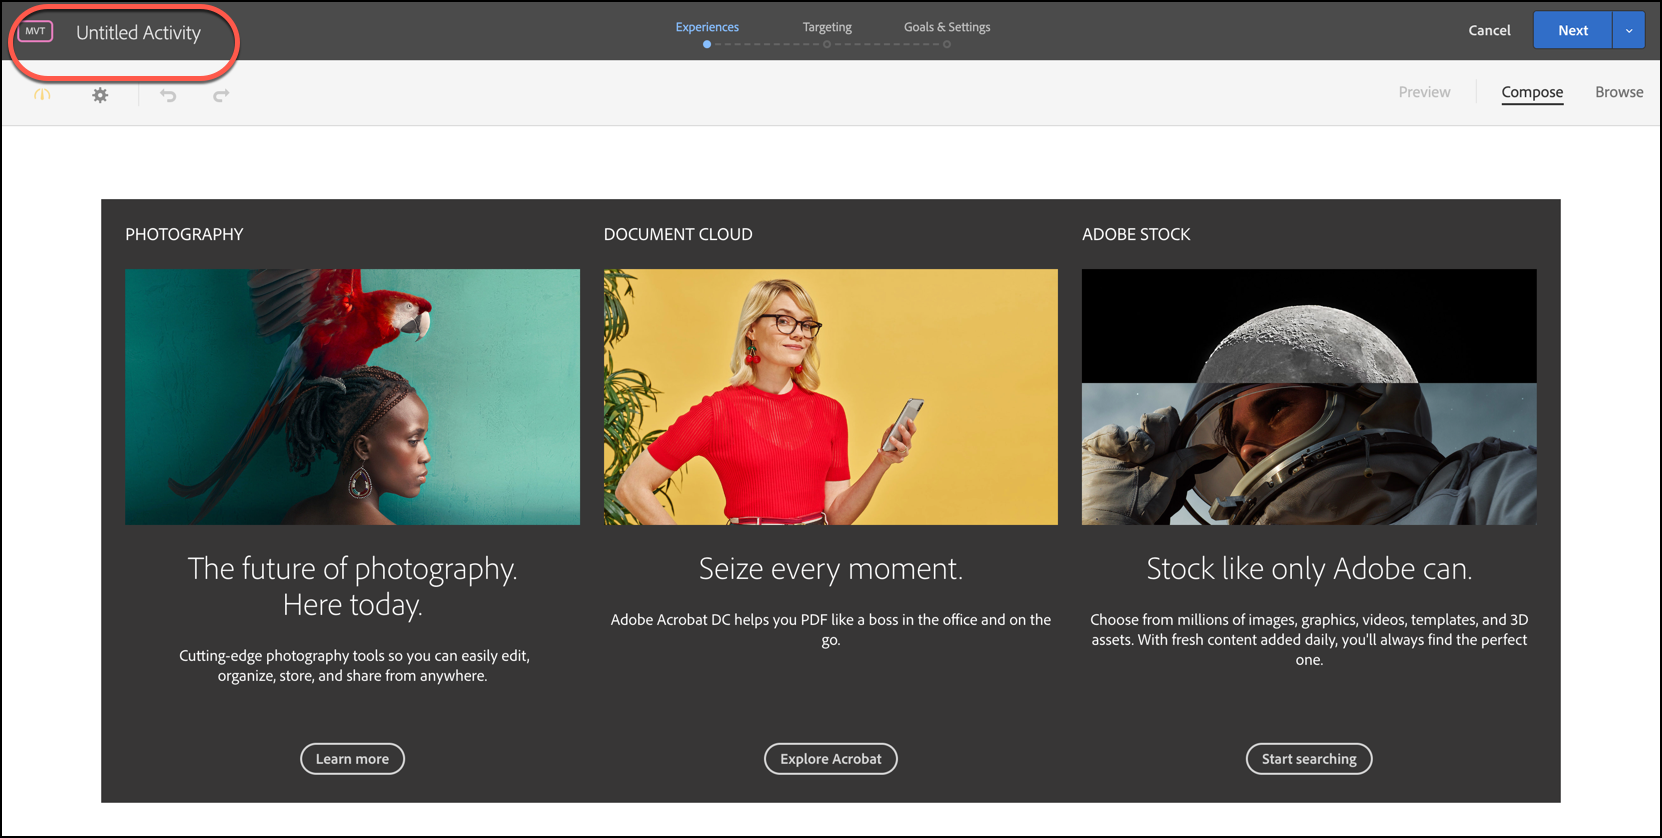 MVT Untitled Activity
Experiences Targeting Goals & Settings
Cancel Next
Preview Compose Browse
PHOTOGRAPHY
The future of photography.
Here today.
Cutting-edge photography tools so you can easily edit,
organize, store, and share from anywhere.
Learn more
DOCUMENT CLOUD
Seize every moment.
Adobe Acrobat DC helps you PDF like a boss in the office and on the
go.
Explore Acrobat
ADOBE STOCK
Stock like only Adobe can.
Choose from millions of images, graphics, videos, templates, and 3D
assets. With fresh content added daily, you'll always find the perfect
one.
Start searching